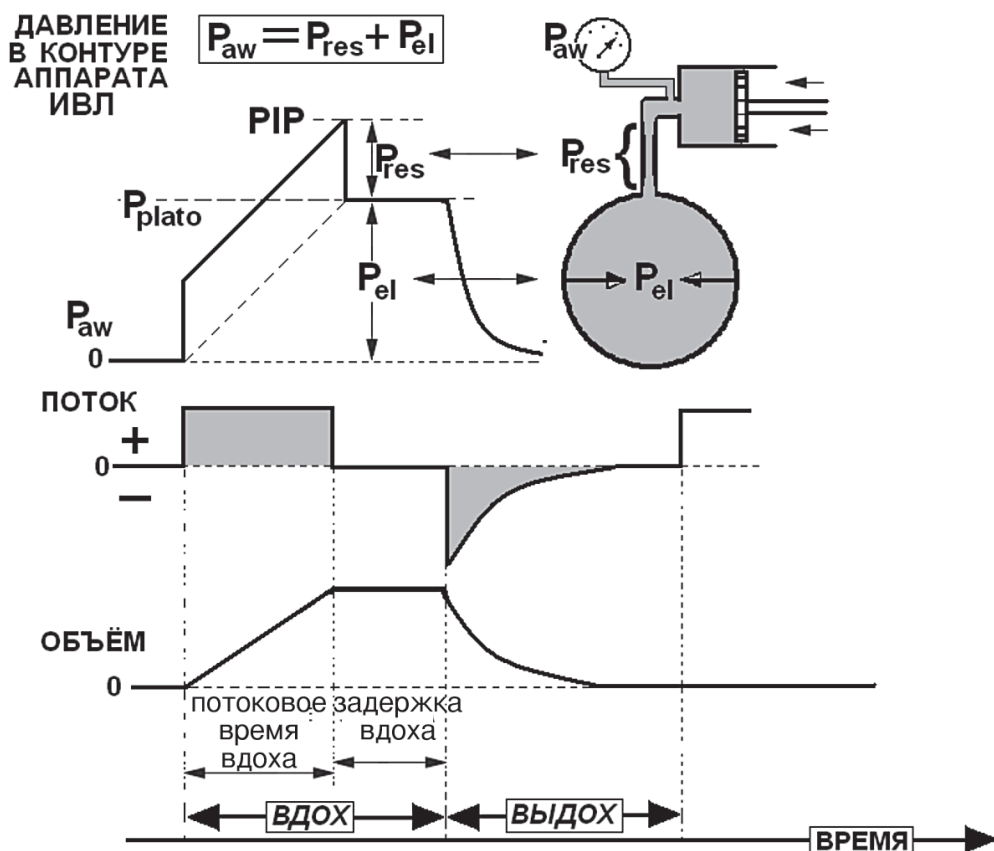 ДАВЛЕНИЕ
В КОНТУРЕ
АППАРАТА
ИВЛ
Paw = Pres + Pel
Paw
PIP
Pres
Pres
Pplato
Pel
Pel
Paw
0
ПОТОК
+
0
−
ОБЪЁМ
0
потоковое задержка
время вдоха
вдоха
ВДОХ
ВЫДОХ
ВРЕМЯ